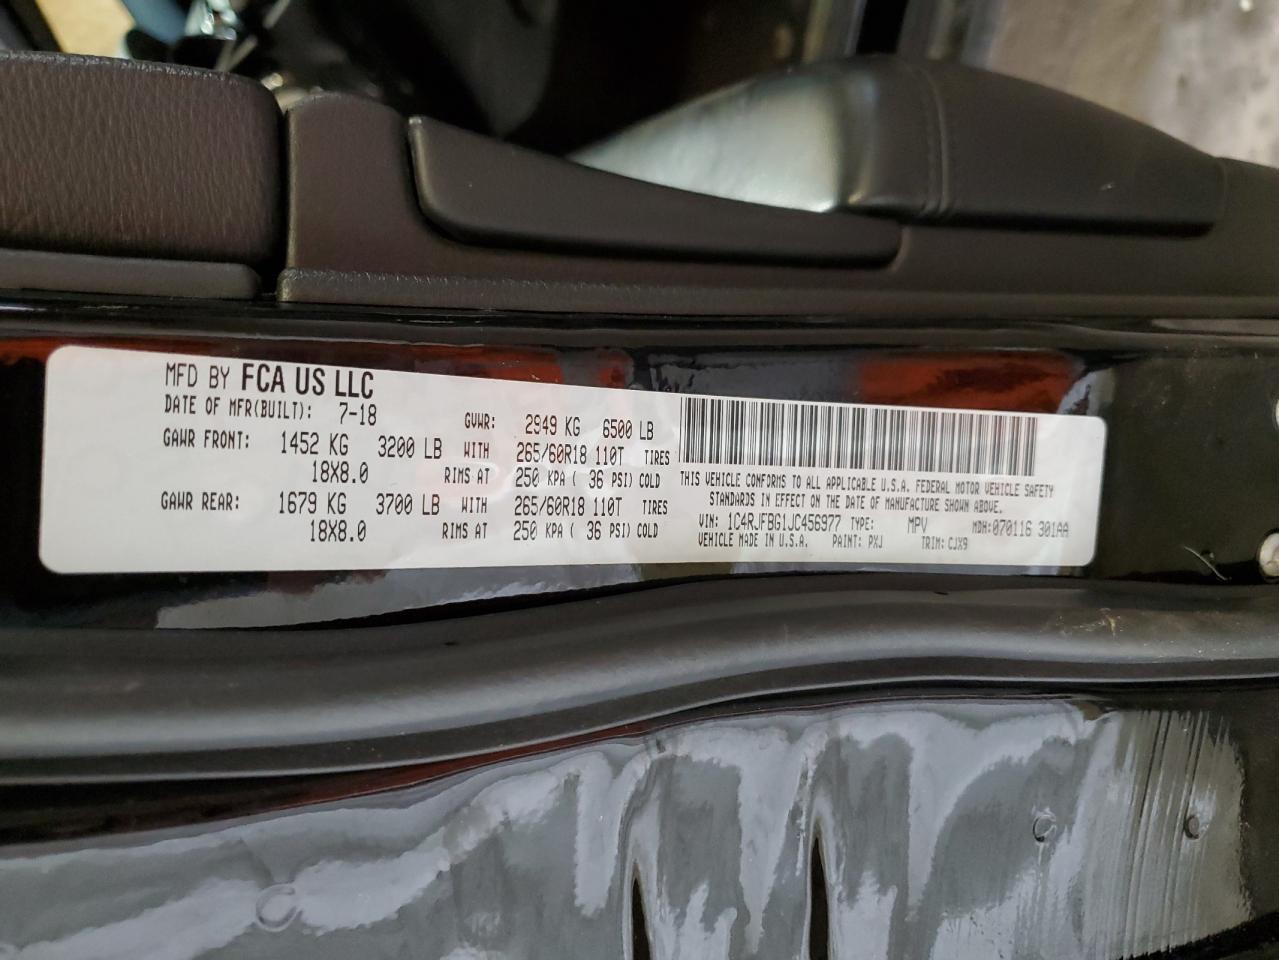 MFD BY FCA US LLC
DATE OF MFR(BUILT): 7-18 GVWR: 2949 KG 6500 LB
GAWR FRONT: 1452 KG 3200 LB WITH 265/60R18 110T TIRES
18X8.0 RIMS AT 250 KPA ( 36 PSI) COLD
GAWR REAR: 1679 KG 3700 LB WITH 265/60R18 110T TIRES
18X8.0 RIMS AT 250 KPA ( 36 PSI) COLD
THIS VEHICLE CONFORMS TO ALL APPLICABLE U.S.A. FEDERAL MOTOR VEHICLE SAFETY
STANDARDS IN EFFECT ON THE DATE OF MANUFACTURE SHOWN ABOVE.
VIN: 1C4RJFBG1JC456977 TYPE: MPV MDH: 070116 301AA
VEHICLE MADE IN U.S.A. PAINT: PXJ TRIM: CJX9